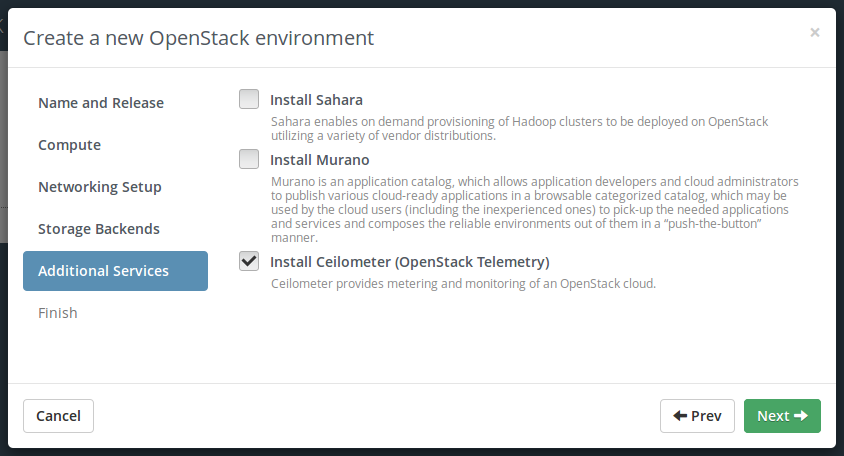 Create a new OpenStack environment
×
Name and Release
Compute
Networking Setup
Storage Backends
Additional Services
Finish
Install Sahara
Sahara enables on demand provisioning of Hadoop clusters to be deployed on OpenStack
utilizing a variety of vendor distributions.
Install Murano
Murano is an application catalog, which allows application developers and cloud administrators
to publish various cloud-ready applications in a browsable categorized catalog, which may be
used by the cloud users (including the inexperienced ones) to pick-up the needed applications
and services and composes the reliable environments out of them in a “push-the-button”
manner.
Install Ceilometer (OpenStack Telemetry)
Ceilometer provides metering and monitoring of an OpenStack cloud.
Cancel
Prev
Next